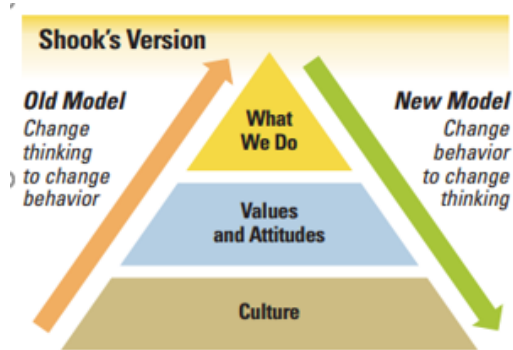 Shook's Version
Old Model
Change
thinking
to change
behavior
New Model
Change
behavior
to change
thinking
What
We Do
Values
and Attitudes
Culture